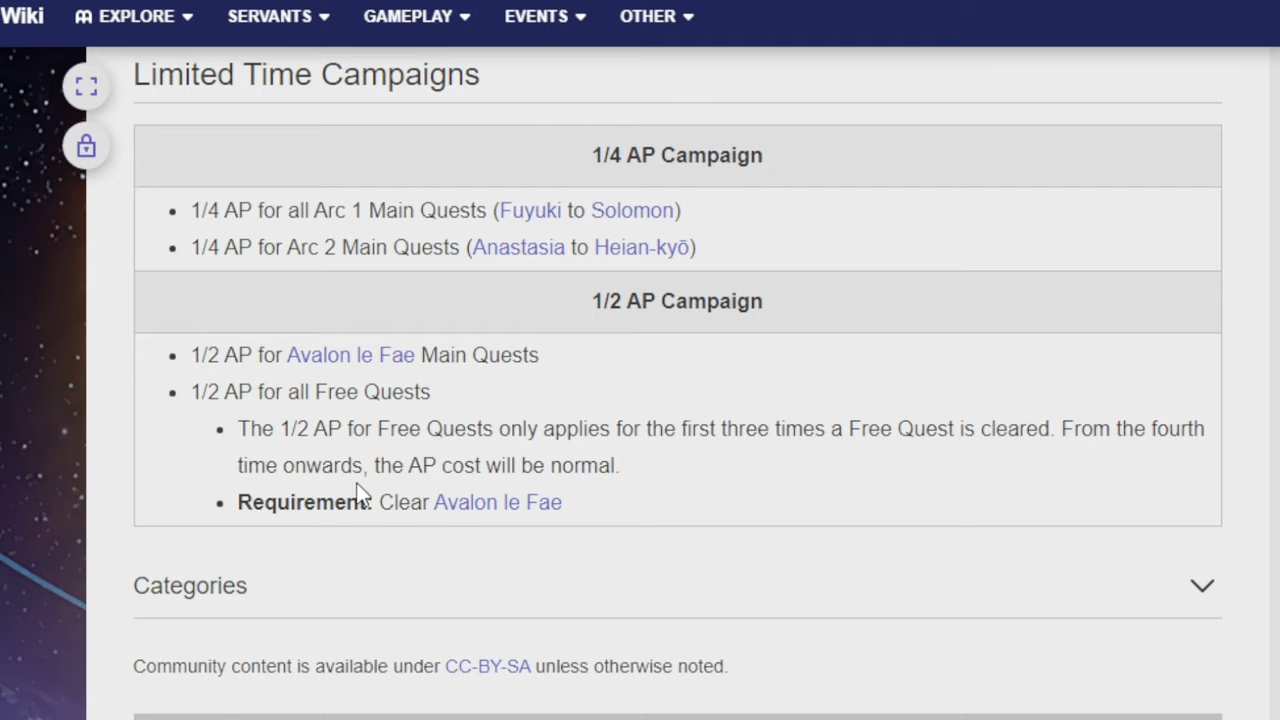 Wiki EXPLORE SERVANTS GAMEPLAY EVENTS OTHER
Limited Time Campaigns
1/4 AP Campaign
1/4 AP for all Arc 1 Main Quests (Fuyuki to Solomon)
1/4 AP for Arc 2 Main Quests (Anastasia to Heian-kyō)
1/2 AP Campaign
1/2 AP for Avalon le Fae Main Quests
1/2 AP for all Free Quests
The 1/2 AP for Free Quests only applies for the first three times a Free Quest is cleared. From the fourth
time onwards, the AP cost will be normal.
Requirement: Clear Avalon le Fae
Categories
Community content is available under CC-BY-SA unless otherwise noted.